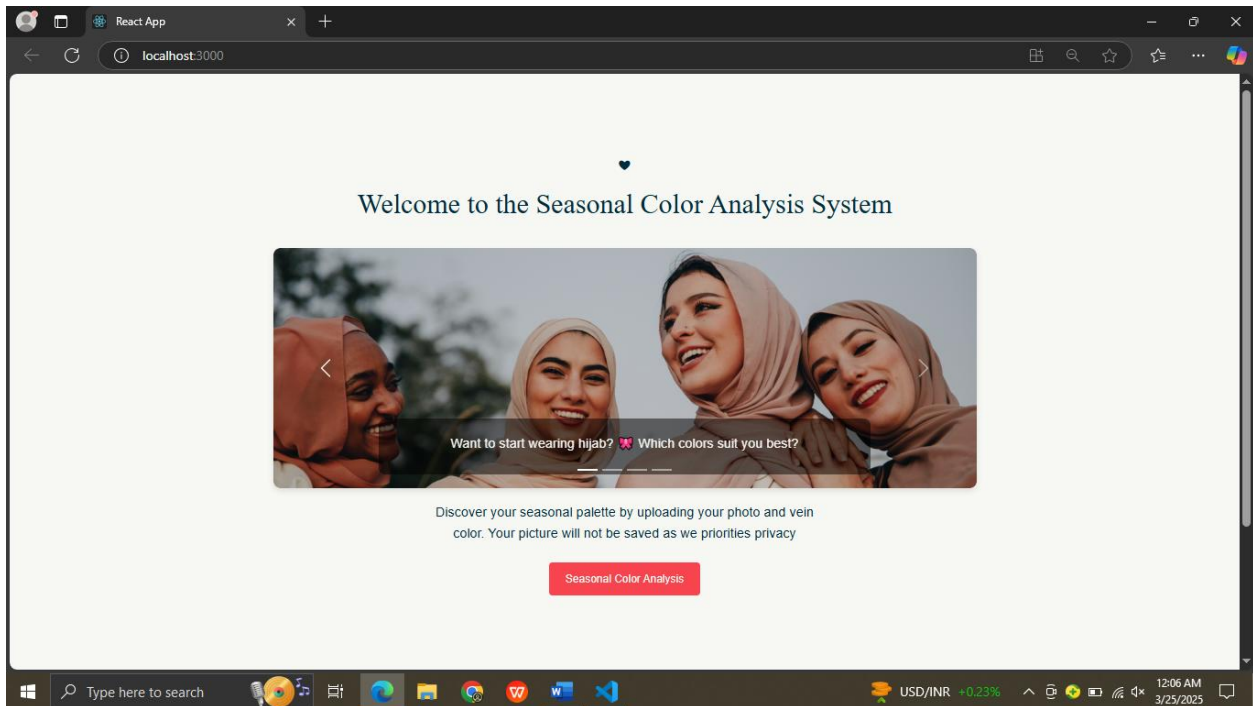 React App
localhost:3000
Welcome to the Seasonal Color Analysis System
Want to start wearing hijab? 🎀 Which colors suit you best?
Discover your seasonal palette by uploading your photo and vein
color. Your picture will not be saved as we priorities privacy
Seasonal Color Analysis
Type here to search
USD/INR +0.23%
12:06 AM
3/25/2025